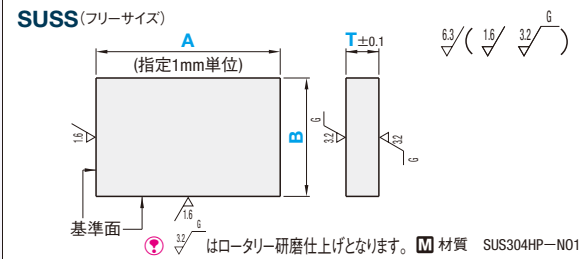 SUSS(フリーサイズ)
6.3 ( 1.6 3.2 G )
A
(指定1mm単位)
T±0.1
B
1.6
G
3.2
3.2
G
1.6
基準面
3.2 G はロータリー研磨仕上げとなります。 M 材質 SUS304HP-NO1